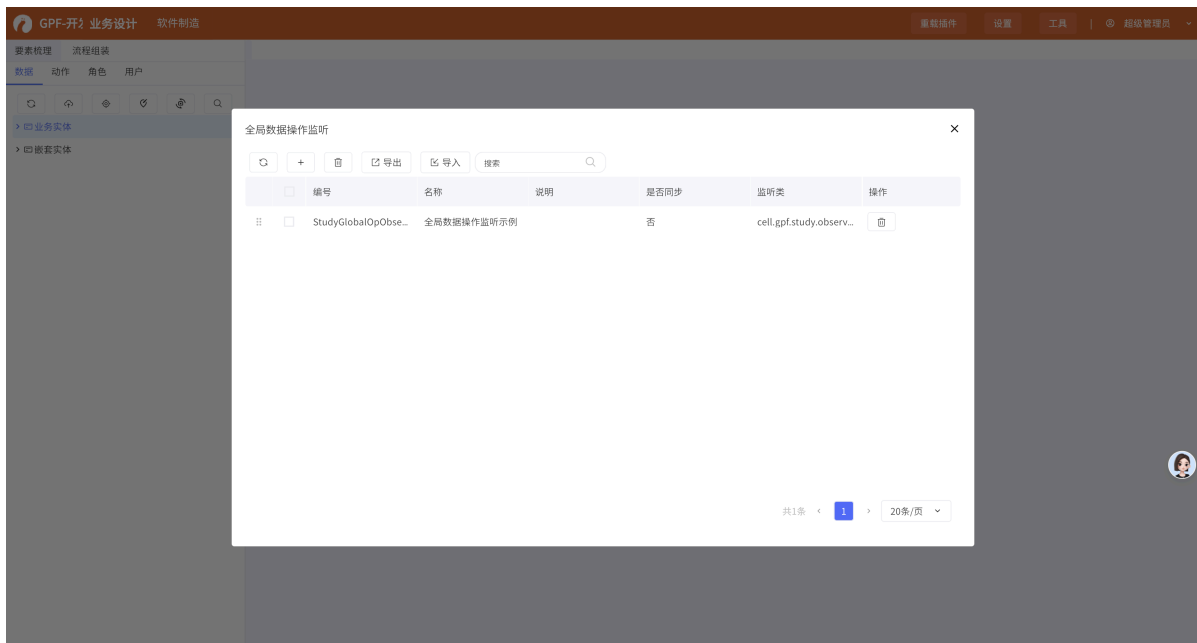 GPF-开发 业务设计 软件制造 重载插件 设置 工具 | 超级管理员
要素梳理 流程组装
数据 动作 角色 用户
业务实体
嵌套实体
全局数据操作监听
导出 导入 搜索
编号 名称 说明 是否同步 监听类 操作
StudyGlobalOpObse... 全局数据操作监听示例 否 cell.gpf.study.observ...
共1条 1 20条/页